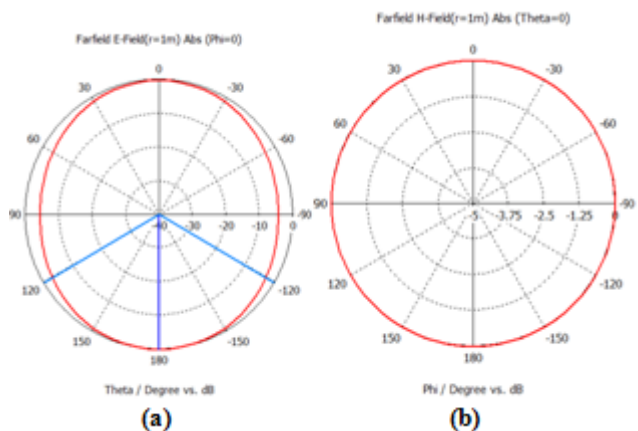 Farfield E-Field(r=1m) Abs (Phi=0)
0
30 -30
60 -60
90 -40 -30 -20 -10 0 -90
120 -120
150 -150
180
Theta / Degree vs. dB
(a)
Farfield H-Field(r=1m) Abs (Theta=0)
0
30 -30
60 -60
90 -5 -3.75 -2.5 -1.25 0 -90
120 -120
150 -150
180
Phi / Degree vs. dB
(b)